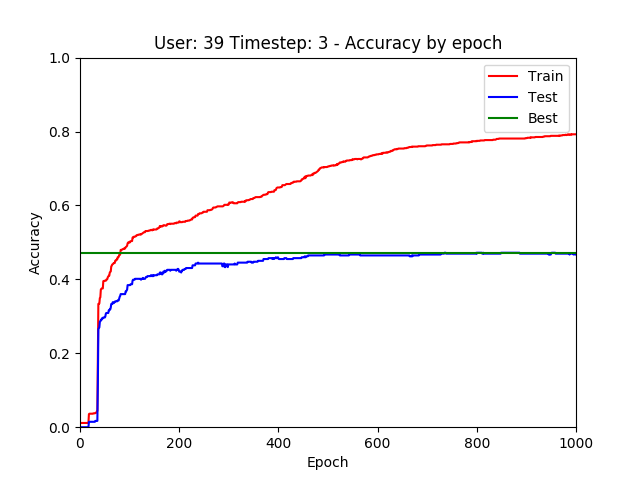 User: 39 Timestep: 3 - Accuracy by epoch
Train
Test
Best
Accuracy
1.0
0.8
0.6
0.4
0.2
0.0
0 200 400 600 800 1000
Epoch